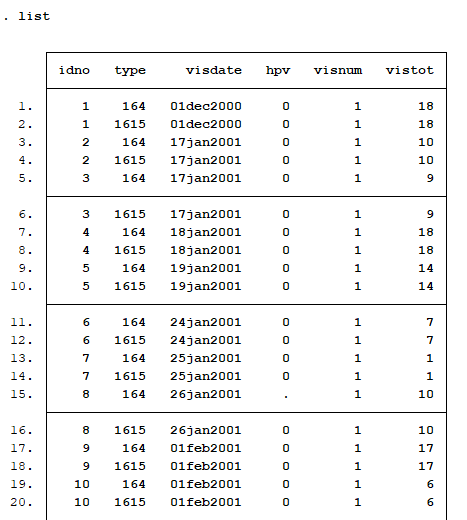 . list
idno type visdate hpv visnum vistot
1. 1 164 01dec2000 0 1 18
2. 1 1615 01dec2000 0 1 18
3. 2 164 17jan2001 0 1 10
4. 2 1615 17jan2001 0 1 10
5. 3 164 17jan2001 0 1 9
6. 3 1615 17jan2001 0 1 9
7. 4 164 18jan2001 0 1 18
8. 4 1615 18jan2001 0 1 18
9. 5 164 19jan2001 0 1 14
10. 5 1615 19jan2001 0 1 14
11. 6 164 24jan2001 0 1 7
12. 6 1615 24jan2001 0 1 7
13. 7 164 25jan2001 0 1 1
14. 7 1615 25jan2001 0 1 1
15. 8 164 26jan2001 . 1 10
16. 8 1615 26jan2001 0 1 10
17. 9 164 01feb2001 0 1 17
18. 9 1615 01feb2001 0 1 17
19. 10 164 01feb2001 0 1 6
20. 10 1615 01feb2001 0 1 6